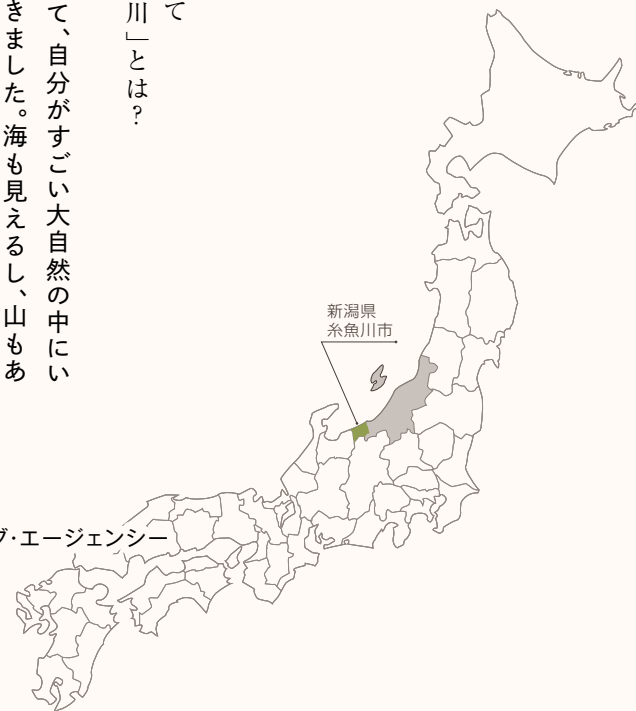 て
川」とは？
て、自分がすごい大自然の中にい
きました。海も見えるし、山もあ
新潟県
糸魚川市
ブ・エージェンシー